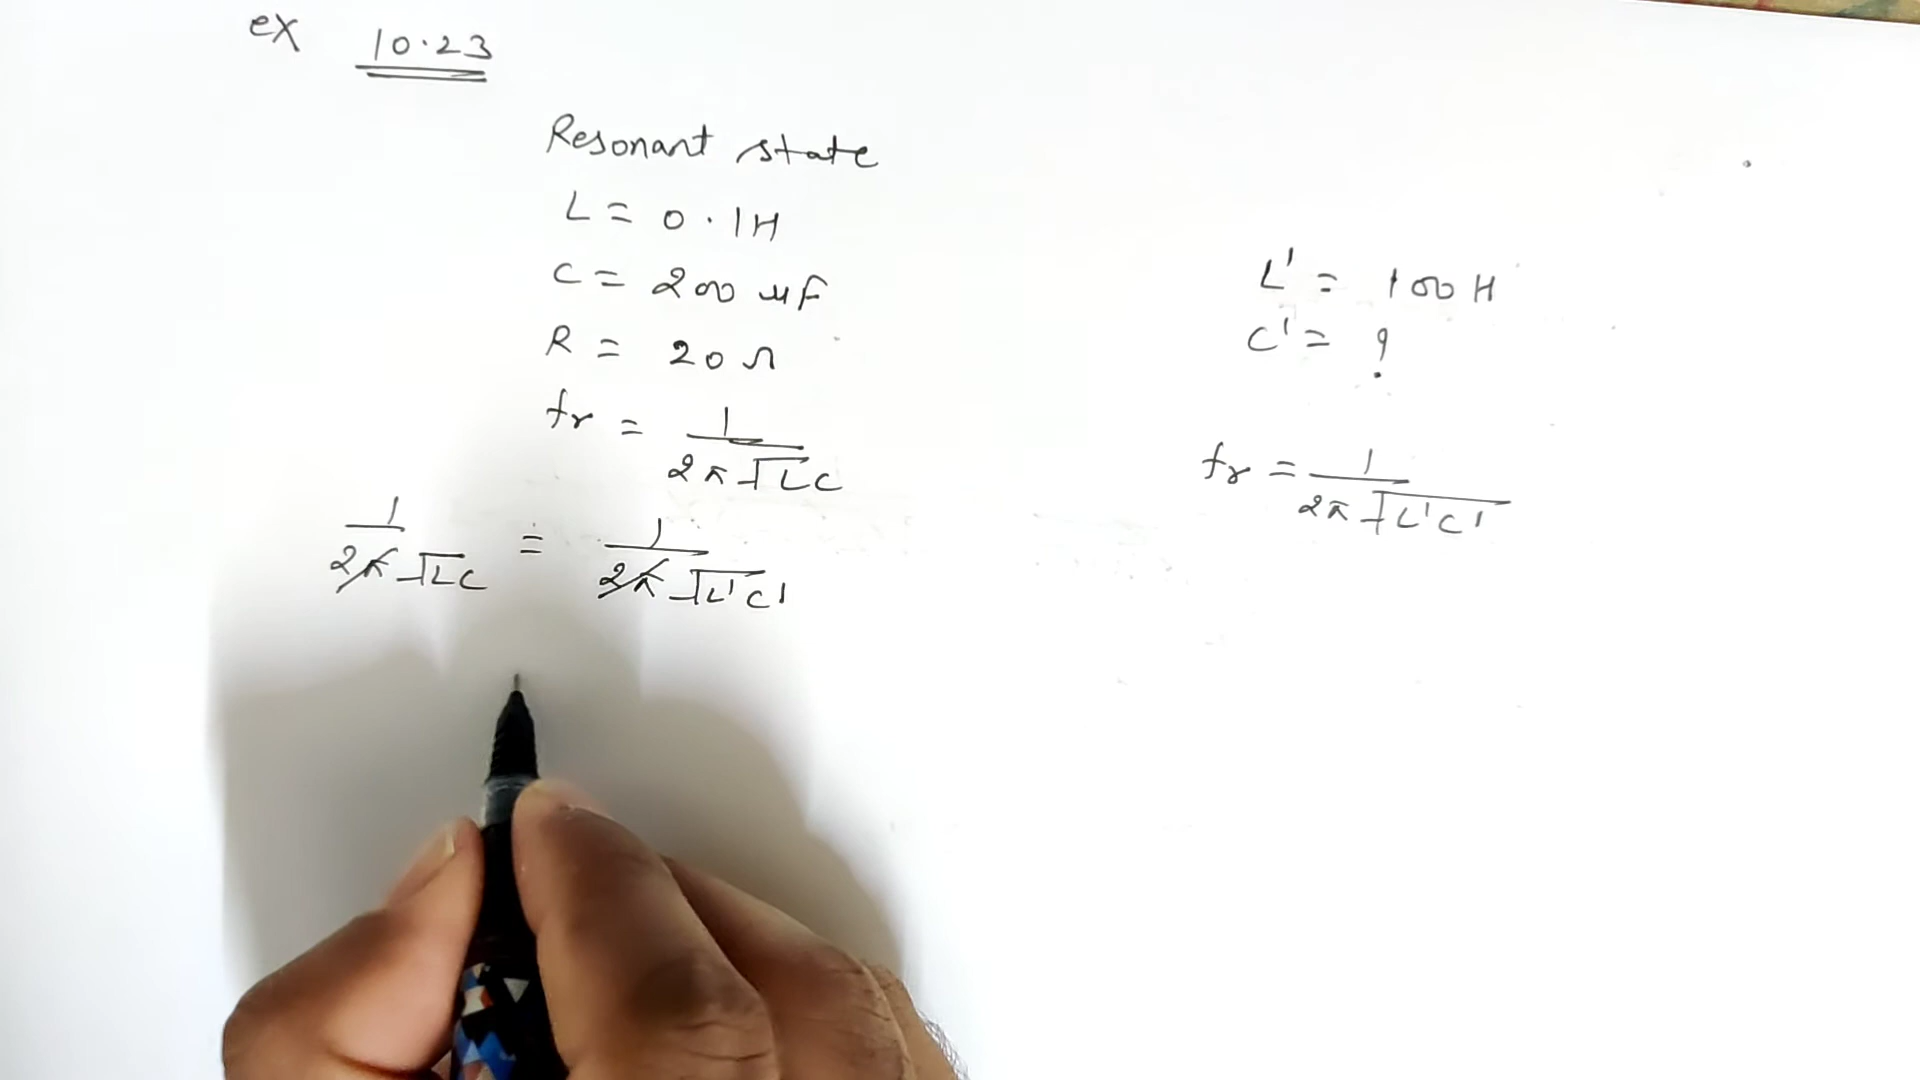 ex 10.23
Resonant state
L = 0.1H
C = 200 μF
R = 20 Ω
fr = 1 / 2π √LC
1 / 2π √LC = 1 / 2π √L'C'
L' = 100 H
C' = ?
fr = 1 / 2π √L'C'